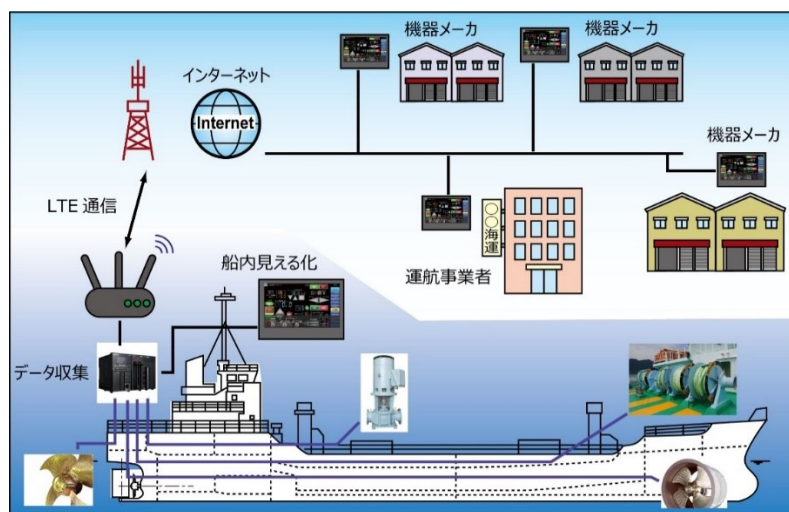 機器メーカ
機器メーカ
インターネット
Internet
機器メーカ
LTE 通信
〇〇海運
船内見える化
運航事業者
データ収集